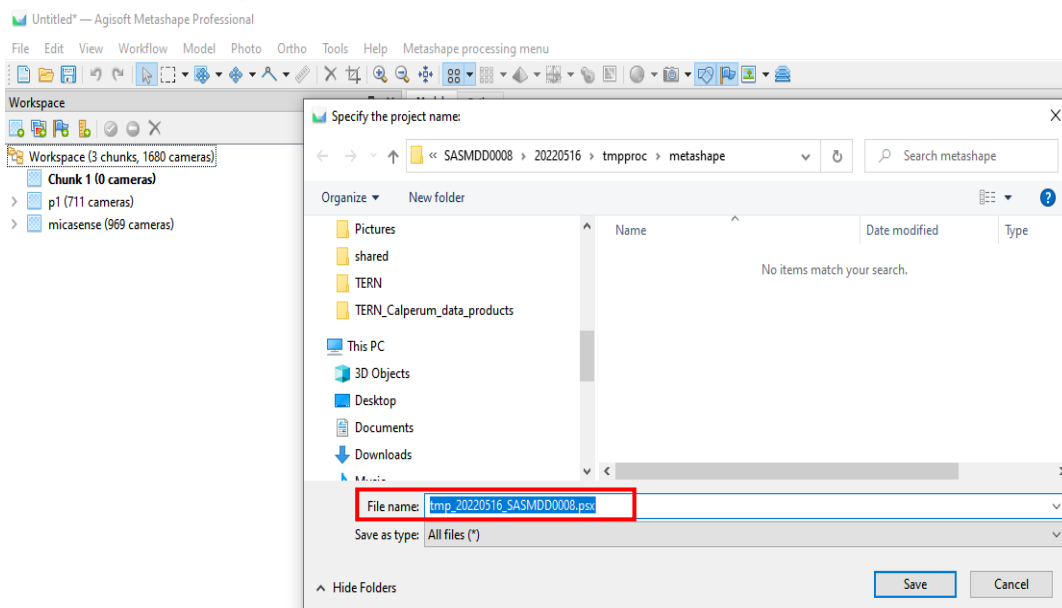 Untitled* — Agisoft Metashape Professional
File Edit View Workflow Model Photo Ortho Tools Help Metashape processing menu
Workspace
Workspace (3 chunks, 1680 cameras)
Chunk 1 (0 cameras)
p1 (711 cameras)
micasense (969 cameras)
Specify the project name:
« SASMDD0008 › 20220516 › tmpproc › metashape
Search metashape
Organize New folder
Pictures
shared
TERN
TERN_Calperum_data_products
This PC
3D Objects
Desktop
Documents
Downloads
Name Date modified Type
No items match your search.
File name: tmp_20220516_SASMDD0008.psx
Save as type: All files (*)
Hide Folders
Save Cancel